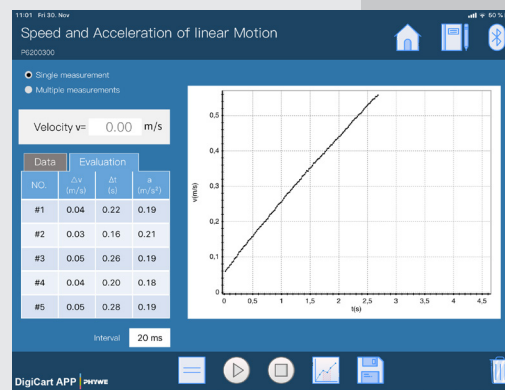 11:01 Fri 30. Nov
50 %
Speed and Acceleration of linear Motion
P6200300
Single measurement
Multiple measurements
Velocity v= 0.00 m/s
Data Evaluation
NO. △v (m/s) Δt (s) a (m/s²)
#1 0.04 0.22 0.19
#2 0.03 0.16 0.21
#3 0.05 0.26 0.19
#4 0.04 0.20 0.18
#5 0.05 0.28 0.19
Interval 20 ms
v(m/s)
0,5
0,4
0,3
0,2
0,1
0
0 0,5 1 1,5 2 2,5 3 3,5 4 4,5
t(s)
DigiCart APP PHYWE